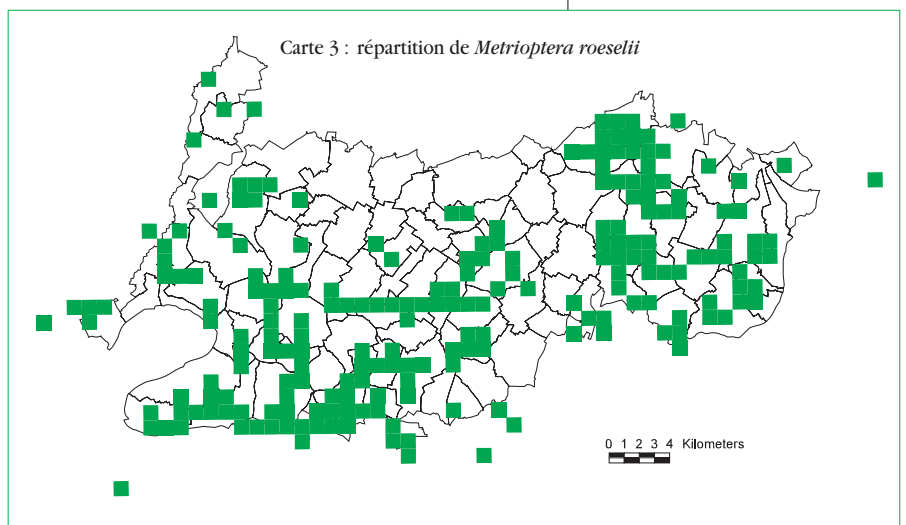 Carte 3 : répartition de Metrioptera roeselii
0 1 2 3 4 Kilometers